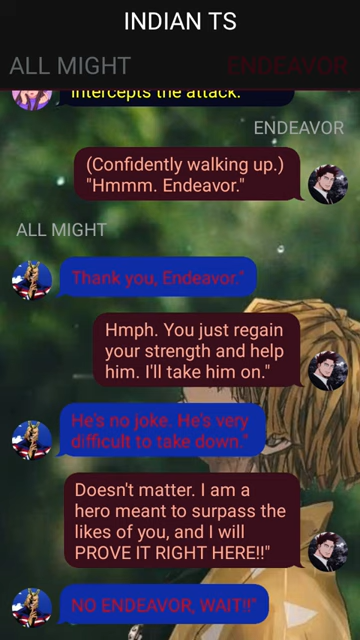 INDIAN TS
ALL MIGHT ENDEAVOR
intercepts the attack."
ENDEAVOR
(Confidently walking up.)
"Hmmm. Endeavor."
ALL MIGHT
Thank you, Endeavor."
Hmph. You just regain
your strength and help
him. I'll take him on."
He's no joke. He's very
difficult to take down."
Doesn't matter. I am a
hero meant to surpass the
likes of you, and I will
PROVE IT RIGHT HERE!!"
NO ENDEAVOR, WAIT!!"